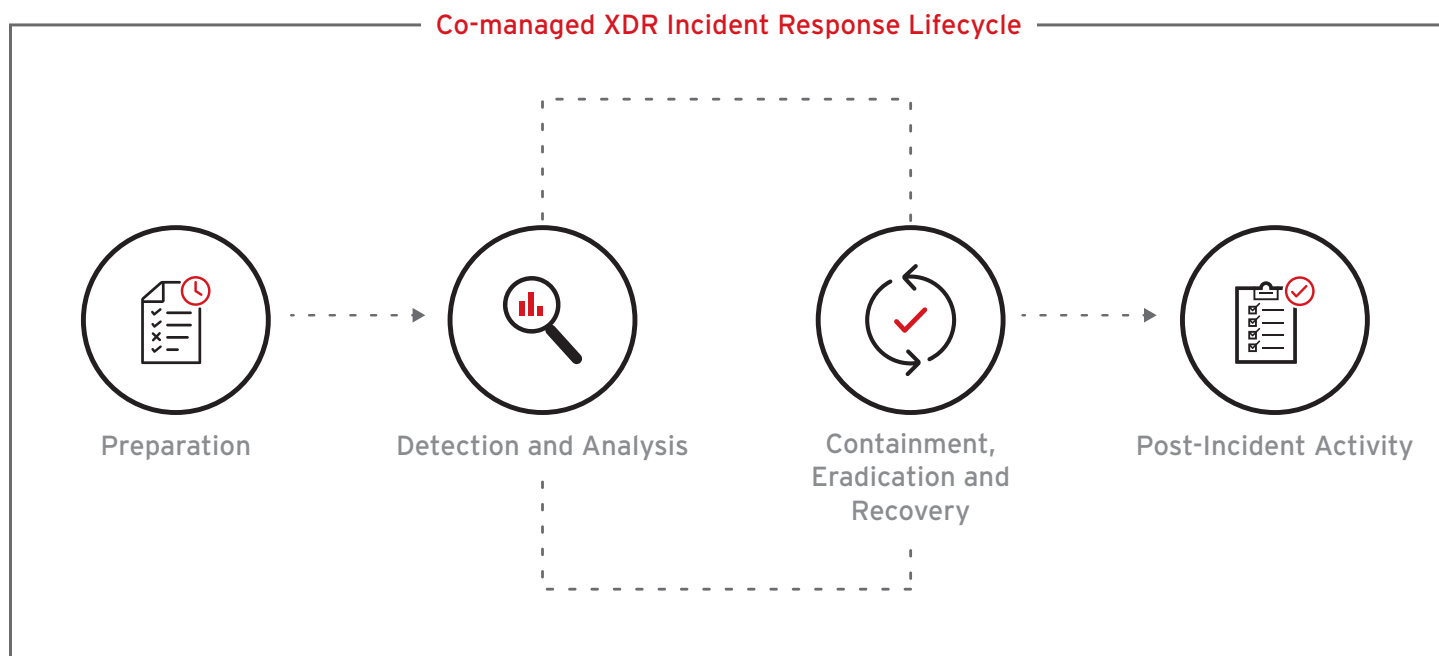 Co-managed XDR Incident Response Lifecycle
Preparation
Detection and Analysis
Containment,
Eradication and
Recovery
Post-Incident Activity